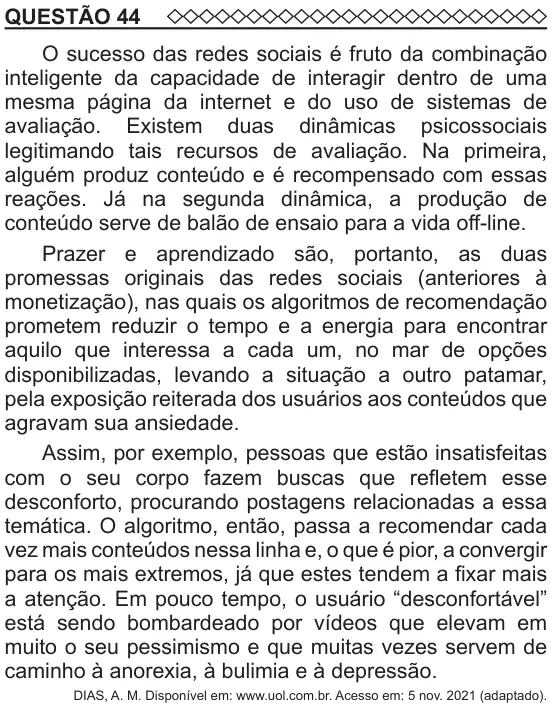 QUESTÃO 44
O sucesso das redes sociais é fruto da combinação
inteligente da capacidade de interagir dentro de uma
mesma página da internet e do uso de sistemas de
avaliação. Existem duas dinâmicas psicossociais
legitimando tais recursos de avaliação. Na primeira,
alguém produz conteúdo e é recompensado com essas
reações. Já na segunda dinâmica, a produção de
conteúdo serve de balão de ensaio para a vida off-line.
Prazer e aprendizado são, portanto, as duas
promessas originais das redes sociais (anteriores à
monetização), nas quais os algoritmos de recomendação
prometem reduzir o tempo e a energia para encontrar
aquilo que interessa a cada um, no mar de opções
disponibilizadas, levando a situação a outro patamar,
pela exposição reiterada dos usuários aos conteúdos que
agravam sua ansiedade.
Assim, por exemplo, pessoas que estão insatisfeitas
com o seu corpo fazem buscas que refletem esse
desconforto, procurando postagens relacionadas a essa
temática. O algoritmo, então, passa a recomendar cada
vez mais conteúdos nessa linha e, o que é pior, a convergir
para os mais extremos, já que estes tendem a fixar mais
a atenção. Em pouco tempo, o usuário “desconfortável”
está sendo bombardeado por vídeos que elevam em
muito o seu pessimismo e que muitas vezes servem de
caminho à anorexia, à bulimia e à depressão.
DIAS, A. M. Disponível em: www.uol.com.br. Acesso em: 5 nov. 2021 (adaptado).